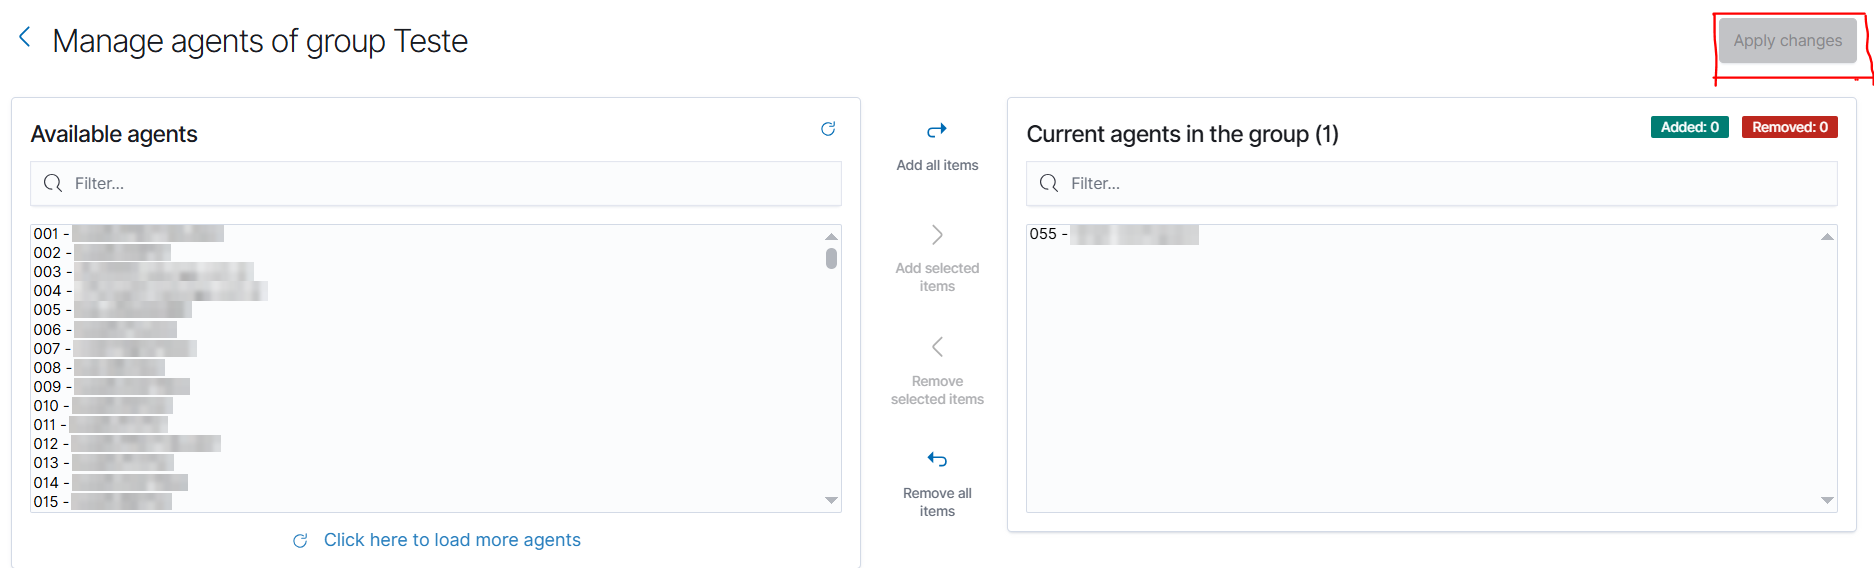 Manage agents of group Teste
Apply changes
Available agents
Filter...
001 -
002 -
003 -
004 -
005 -
006 -
007 -
008 -
009 -
010 -
011 -
012 -
013 -
014 -
015 -
Click here to load more agents
Add all items
Add selected
items
Remove
selected items
Remove all
items
Current agents in the group (1)
Added: 0
Removed: 0
Filter...
055 -